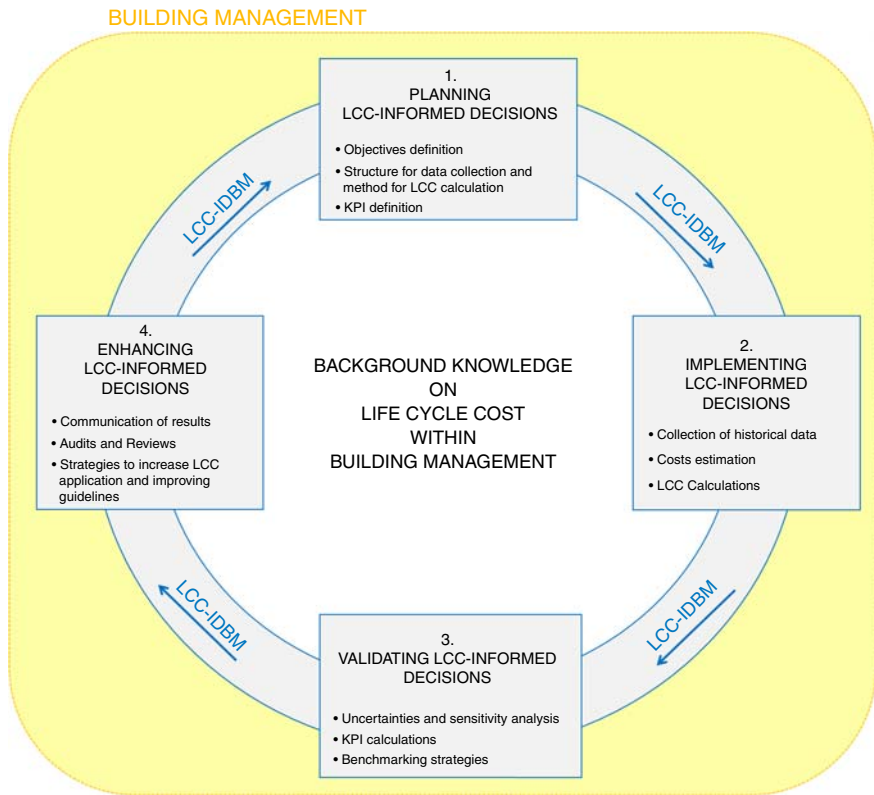 BUILDING MANAGEMENT
1.
PLANNING
LCC-INFORMED DECISIONS
• Objectives definition
• Structure for data collection and
method for LCC calculation
• KPI definition
LCC-IDBM
LCC-IDBM
4.
ENHANCING
LCC-INFORMED
DECISIONS
• Communication of results
• Audits and Reviews
• Strategies to increase LCC
application and improving
guidelines
BACKGROUND KNOWLEDGE
ON
LIFE CYCLE COST
WITHIN
BUILDING MANAGEMENT
2.
IMPLEMENTING
LCC-INFORMED
DECISIONS
• Collection of historical data
• Costs estimation
• LCC Calculations
LCC-IDBM
LCC-IDBM
3.
VALIDATING LCC-INFORMED
DECISIONS
• Uncertainties and sensitivity analysis
• KPI calculations
• Benchmarking strategies